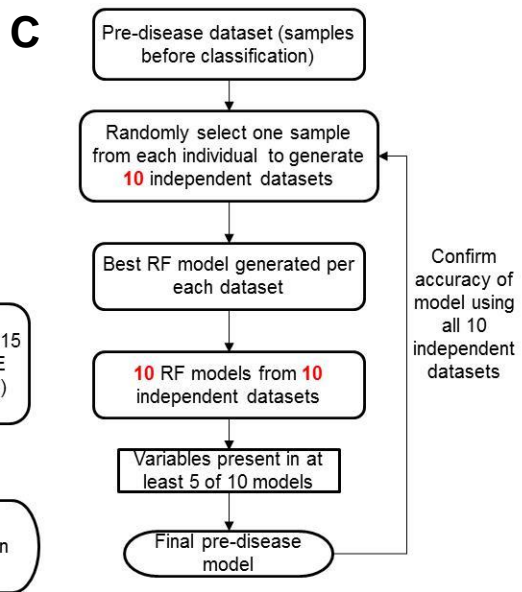 C
Pre-disease dataset (samples
before classification)
Randomly select one sample
from each individual to generate
10 independent datasets
Best RF model generated per
each dataset
10 RF models from 10
independent datasets
Variables present in at
least 5 of 10 models
Final pre-disease
model
Confirm
accuracy of
model using
all 10
independent
datasets
15
E
)
n